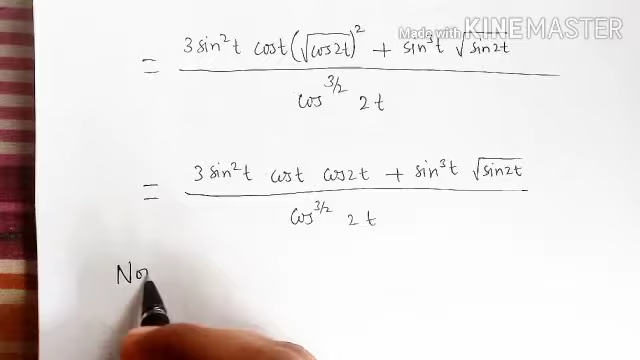 Made with KINEMASTER
= (3 sin²t cost (√cos2t)² + sin³t √sin2t) / (cos^(3/2) 2t)
= (3 sin²t cost cos2t + sin³t √sin2t) / (cos^(3/2) 2t)
No